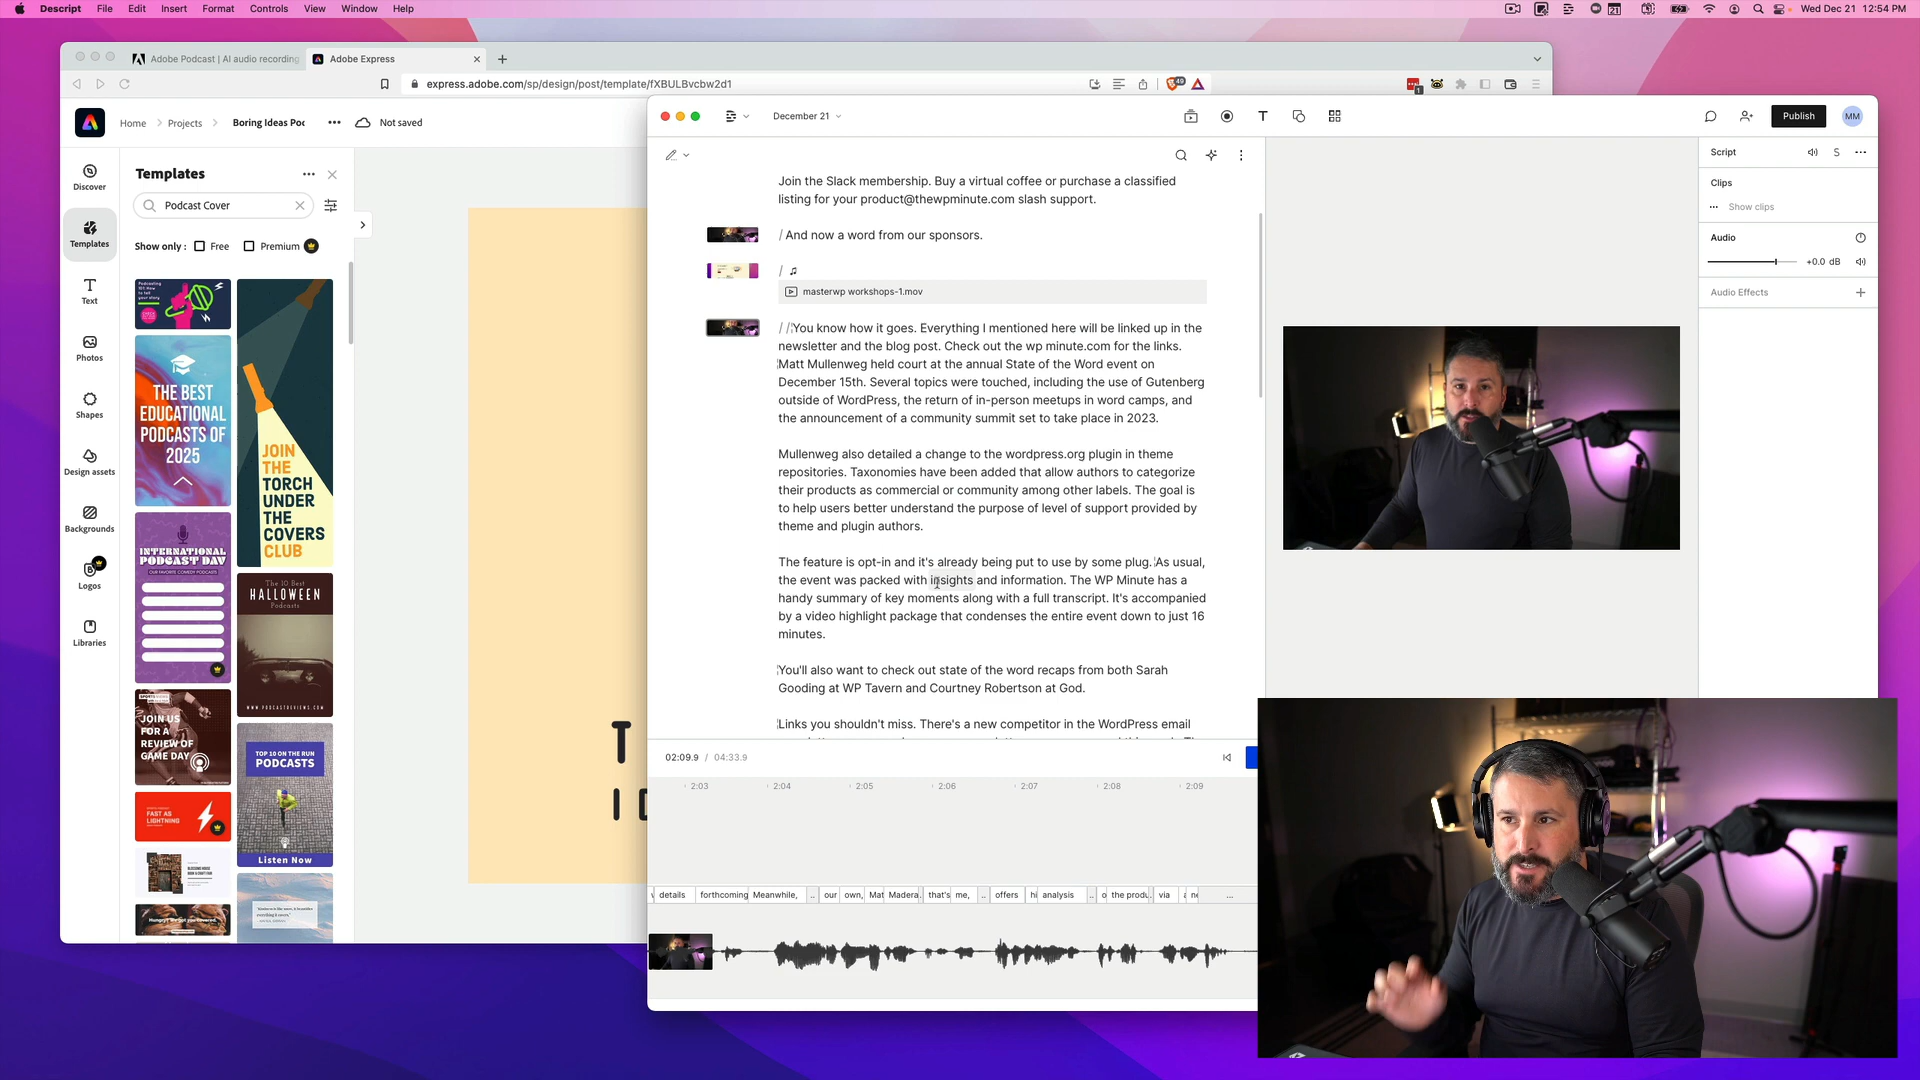 Descript File Edit Insert Format Controls View Window Help
21
Wed Dec 21 12:54 PM
Adobe Podcast | AI audio recording
Adobe Express
express.adobe.com/sp/design/post/template/fXBULBvcbw2d1
49
1
Home Projects Boring Ideas Poc
Not saved
Discover
Templates
Text
Photos
Shapes
Design assets
Backgrounds
Logos
Libraries
Templates
Podcast Cover
Show only : Free Premium
THE BEST
EDUCATIONAL
PODCASTS OF
2025
JOIN
THE
TORCH
UNDER
THE
COVERS
CLUB
INTERNATIONAL
PODCAST DAY
OUR FAVORITE COMEDY PODCASTS
The 10 Best
HALLOWEEN
Podcasts
WWW.PODCASTREVIEWS.COM
JOIN US
FOR A
REVIEW OF
GAME DAY
TOP 10 ON THE RUN
PODCASTS
Listen Now
FAST AS
LIGHTNING
T
I D
December 21
Publish
MM
Join the Slack membership. Buy a virtual coffee or purchase a classified
listing for your product@thewpminute.com slash support.
/ And now a word from our sponsors.
/ ♫
masterwp workshops-1.mov
/ / You know how it goes. Everything I mentioned here will be linked up in the
newsletter and the blog post. Check out the wp minute.com for the links.
Matt Mullenweg held court at the annual State of the Word event on
December 15th. Several topics were touched, including the use of Gutenberg
outside of WordPress, the return of in-person meetups in word camps, and
the announcement of a community summit set to take place in 2023.
Mullenweg also detailed a change to the wordpress.org plugin in theme
repositories. Taxonomies have been added that allow authors to categorize
their products as commercial or community among other labels. The goal is
to help users better understand the purpose of level of support provided by
theme and plugin authors.
The feature is opt-in and it's already being put to use by some plug. As usual,
the event was packed with insights and information. The WP Minute has a
handy summary of key moments along with a full transcript. It's accompanied
by a video highlight package that condenses the entire event down to just 16
minutes.
You'll also want to check out state of the word recaps from both Sarah
Gooding at WP Tavern and Courtney Robertson at God.
Links you shouldn't miss. There's a new competitor in the WordPress email
02:09.9 / 04:33.9
2:03 2:04 2:05 2:06 2:07 2:08 2:09
details forthcoming Meanwhile, .. our own, Mat Madera, that's me, .. offers hi analysis .. o the produ via a ne ...
Script S
Clips
Show clips
Audio
+0.0 dB
Audio Effects